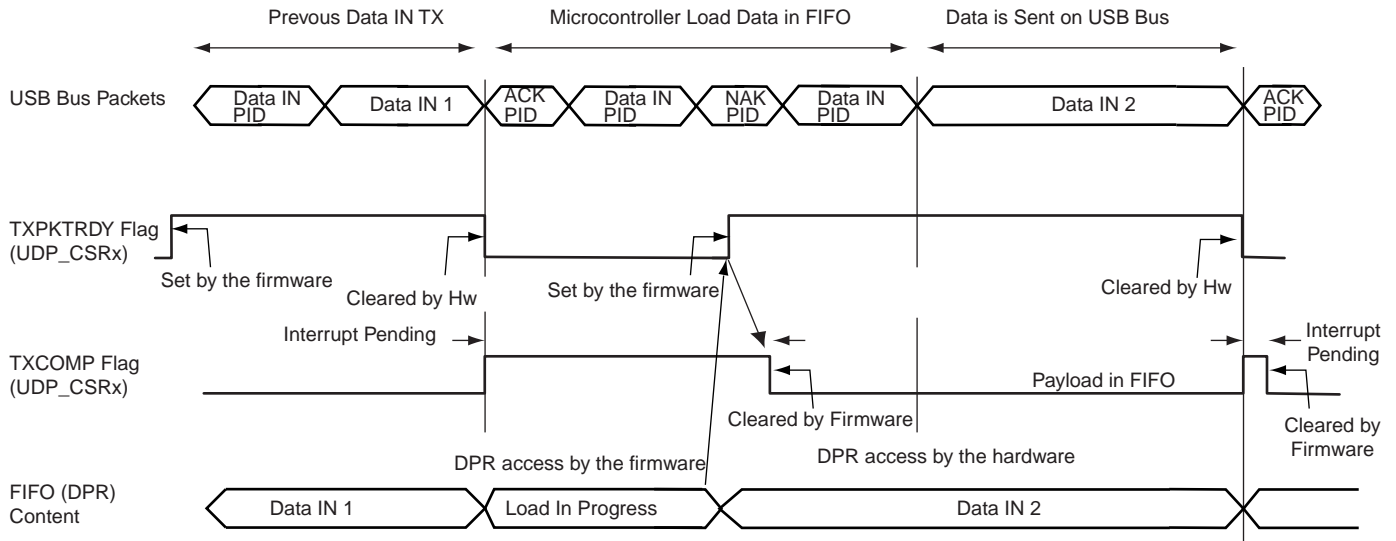 Prevous Data IN TX
Microcontroller Load Data in FIFO
Data is Sent on USB Bus
USB Bus Packets
Data IN
PID
Data IN 1
ACK
PID
Data IN
PID
NAK
PID
Data IN
PID
Data IN 2
ACK
PID
TXPKTRDY Flag
(UDP_CSRx)
Set by the firmware
Cleared by Hw
Set by the firmware
Cleared by Hw
Interrupt Pending
Interrupt
Pending
TXCOMP Flag
(UDP_CSRx)
Payload in FIFO
Cleared by Firmware
Cleared by
Firmware
DPR access by the firmware
DPR access by the hardware
FIFO (DPR)
Content
Data IN 1
Load In Progress
Data IN 2